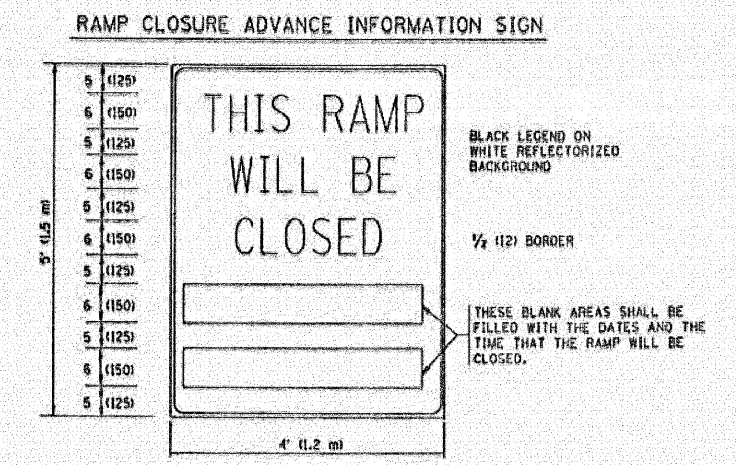 RAMP CLOSURE ADVANCE INFORMATION SIGN
5 (125)
6 (150)
5 (125)
6 (150)
5 (125)
6 (150)
5 (125)
6 (150)
5 (125)
6 (150)
5 (125)
5' (1.5 m)
THIS RAMP
WILL BE
CLOSED
BLACK LEGEND ON
WHITE REFLECTORIZED
BACKGROUND
1/2 (12) BORDER
THESE BLANK AREAS SHALL BE
FILLED WITH THE DATES AND THE
TIME THAT THE RAMP WILL BE
CLOSED.
4' (1.2 m)